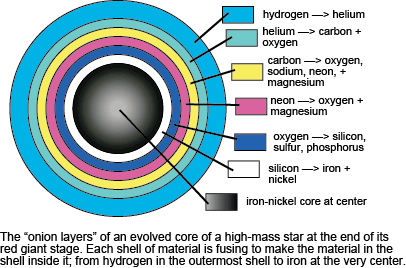 hydrogen —> helium
helium —> carbon +
oxygen
carbon —> oxygen,
sodium, neon, +
magnesium
neon —> oxygen +
magnesium
oxygen —> silicon,
sulfur, phosphorus
silicon —> iron +
nickel
iron-nickel core at center
The “onion layers” of an evolved core of a high-mass star at the end of its
red giant stage. Each shell of material is fusing to make the material in the
shell inside it; from hydrogen in the outermost shell to iron at the very center.